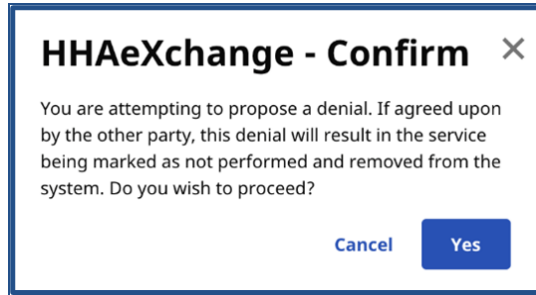 HHAeXchange - Confirm
You are attempting to propose a denial. If agreed upon
by the other party, this denial will result in the service
being marked as not performed and removed from the
system. Do you wish to proceed?
Cancel Yes